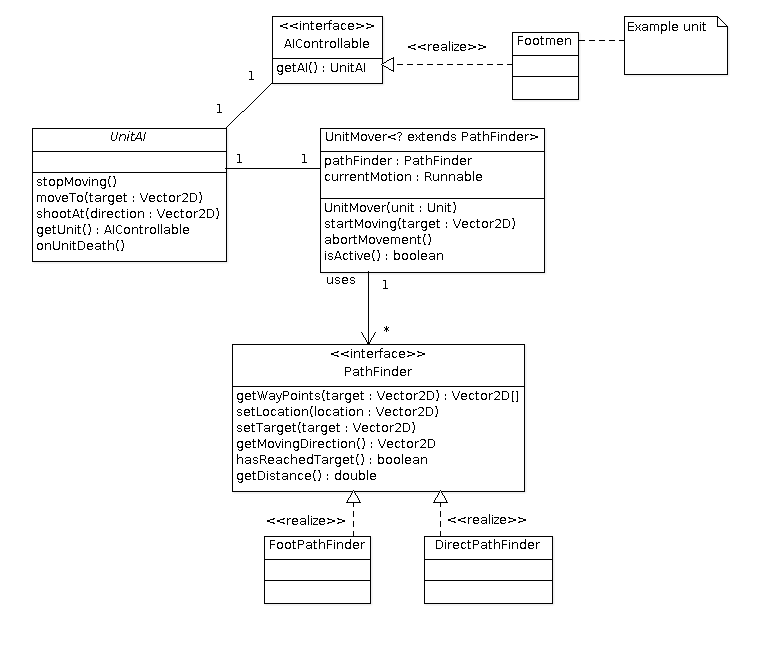 <<interface>>
AIControllable
getAI() : UnitAI
<<realize>>
Footmen
Example unit
1
1
UnitAI
stopMoving()
moveTo(target : Vector2D)
shootAt(direction : Vector2D)
getUnit() : AIControllable
onUnitDeath()
1
1
UnitMover<? extends PathFinder>
pathFinder : PathFinder
currentMotion : Runnable
UnitMover(unit : Unit)
startMoving(target : Vector2D)
abortMovement()
isActive() : boolean
uses
1
*
<<interface>>
PathFinder
getWayPoints(target : Vector2D) : Vector2D[]
setLocation(location : Vector2D)
setTarget(target : Vector2D)
getMovingDirection() : Vector2D
hasReachedTarget() : boolean
getDistance() : double
<<realize>>
<<realize>>
FootPathFinder
DirectPathFinder